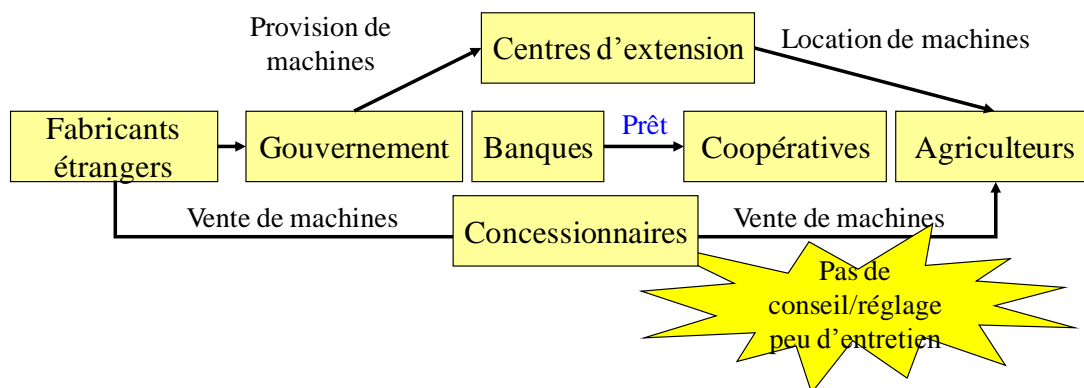 Provision de
machines
Centres d’extension
Location de machines
Fabricants
étrangers
Gouvernement
Banques
Prêt
Coopératives
Agriculteurs
Vente de machines
Concessionnaires
Vente de machines
Pas de
conseil/réglage
peu d’entretien